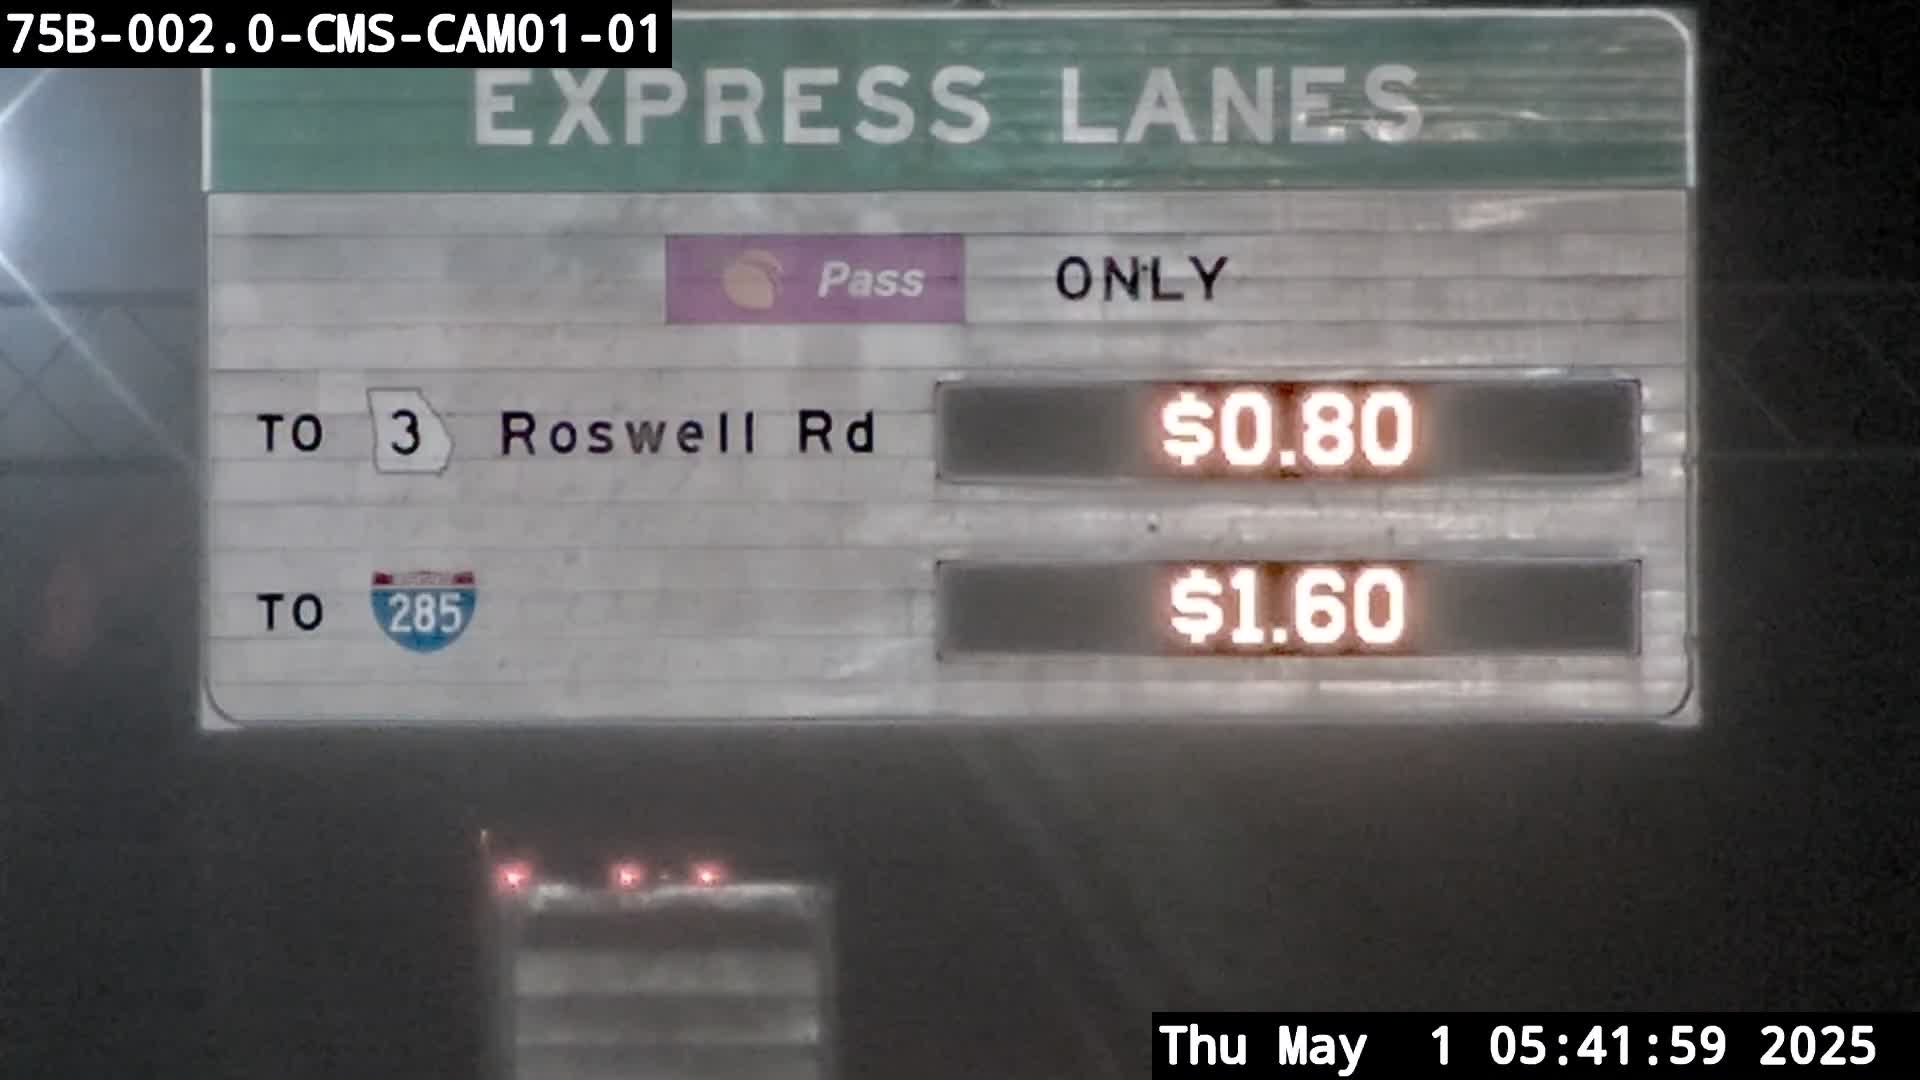 75B-002.0-CMS-CAM01-01
EXPRESS LANES
Pass ONLY
TO 3 Roswell Rd $0.80
TO 285 $1.60
Thu May 1 05:41:59 2025